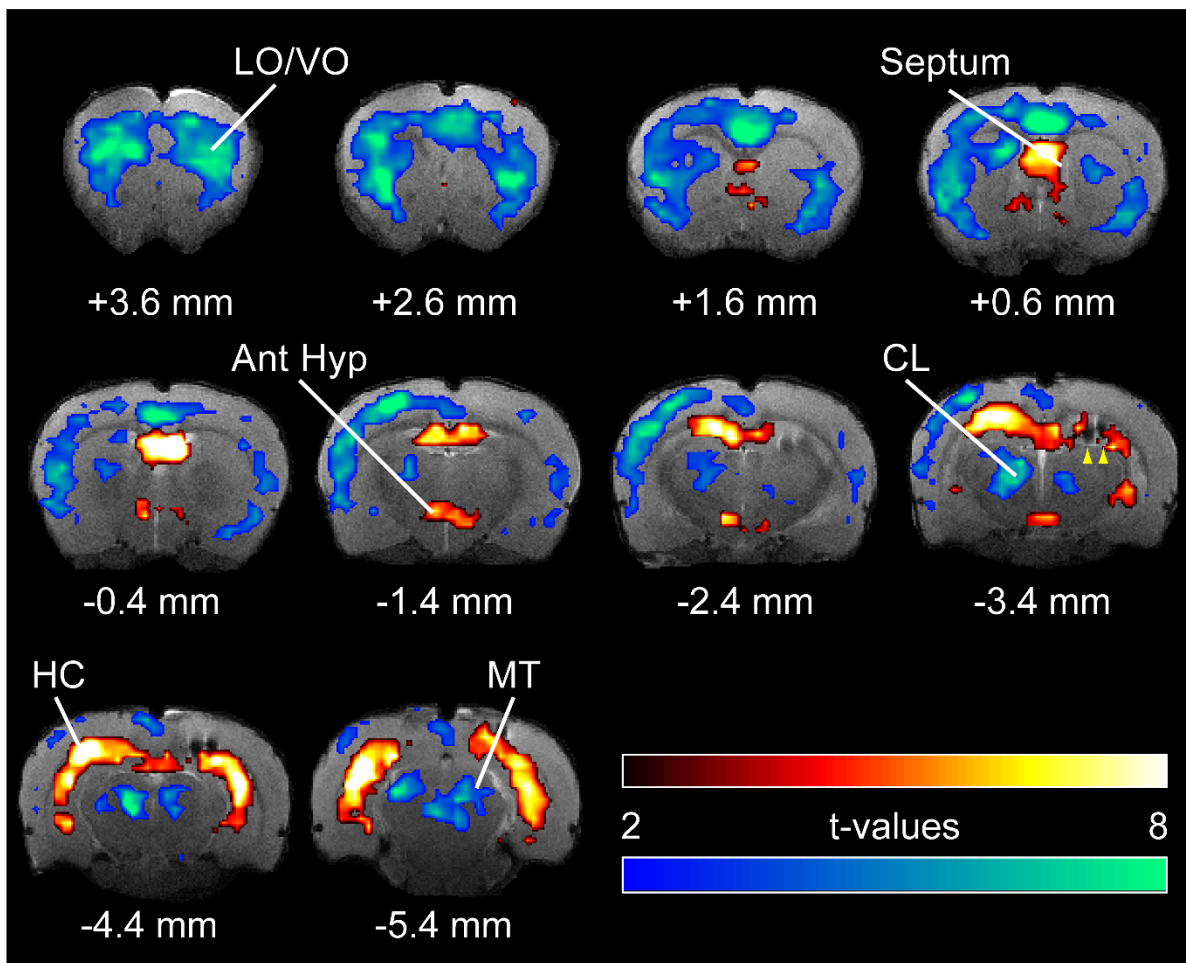 LO/VO
Septum
+3.6 mm
+2.6 mm
+1.6 mm
+0.6 mm
Ant Hyp
CL
-0.4 mm
-1.4 mm
-2.4 mm
-3.4 mm
HC
MT
2 t-values 8
-4.4 mm
-5.4 mm